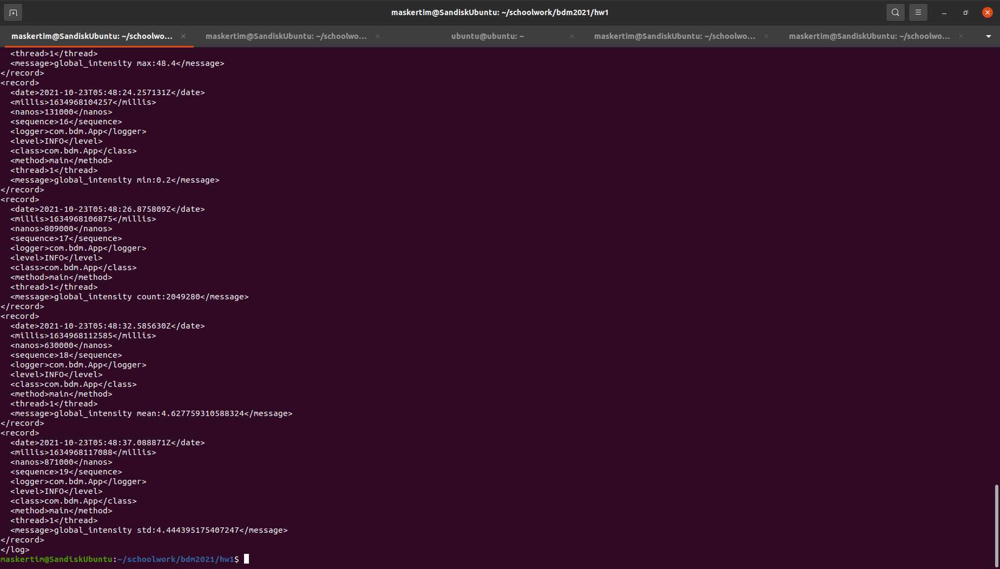 maskertim@SandiskUbuntu: ~/schoolwork/bdm2021/hw1
maskertim@SandiskUbuntu: ~/schoolwo...
maskertim@SandiskUbuntu: ~/schoolwo...
ubuntu@ubuntu: ~
maskertim@SandiskUbuntu: ~/schoolwo...
maskertim@SandiskUbuntu: ~/schoolwo...
  <thread>1</thread>
  <message>global_intensity max:48.4</message>
</record>
<record>
  <date>2021-10-23T05:48:24.257131Z</date>
  <millis>1634968104257</millis>
  <nanos>131000</nanos>
  <sequence>16</sequence>
  <logger>com.bdm.App</logger>
  <level>INFO</level>
  <class>com.bdm.App</class>
  <method>main</method>
  <thread>1</thread>
  <message>global_intensity min:0.2</message>
</record>
<record>
  <date>2021-10-23T05:48:26.875809Z</date>
  <millis>1634968106875</millis>
  <nanos>809000</nanos>
  <sequence>17</sequence>
  <logger>com.bdm.App</logger>
  <level>INFO</level>
  <class>com.bdm.App</class>
  <method>main</method>
  <thread>1</thread>
  <message>global_intensity count:2049280</message>
</record>
<record>
  <date>2021-10-23T05:48:32.585630Z</date>
  <millis>1634968112585</millis>
  <nanos>630000</nanos>
  <sequence>18</sequence>
  <logger>com.bdm.App</logger>
  <level>INFO</level>
  <class>com.bdm.App</class>
  <method>main</method>
  <thread>1</thread>
  <message>global_intensity mean:4.627759310588324</message>
</record>
<record>
  <date>2021-10-23T05:48:37.088871Z</date>
  <millis>1634968117088</millis>
  <nanos>871000</nanos>
  <sequence>19</sequence>
  <logger>com.bdm.App</logger>
  <level>INFO</level>
  <class>com.bdm.App</class>
  <method>main</method>
  <thread>1</thread>
  <message>global_intensity std:4.444395175407247</message>
</record>
</log>
maskertim@SandiskUbuntu:~/schoolwork/bdm2021/hw1$